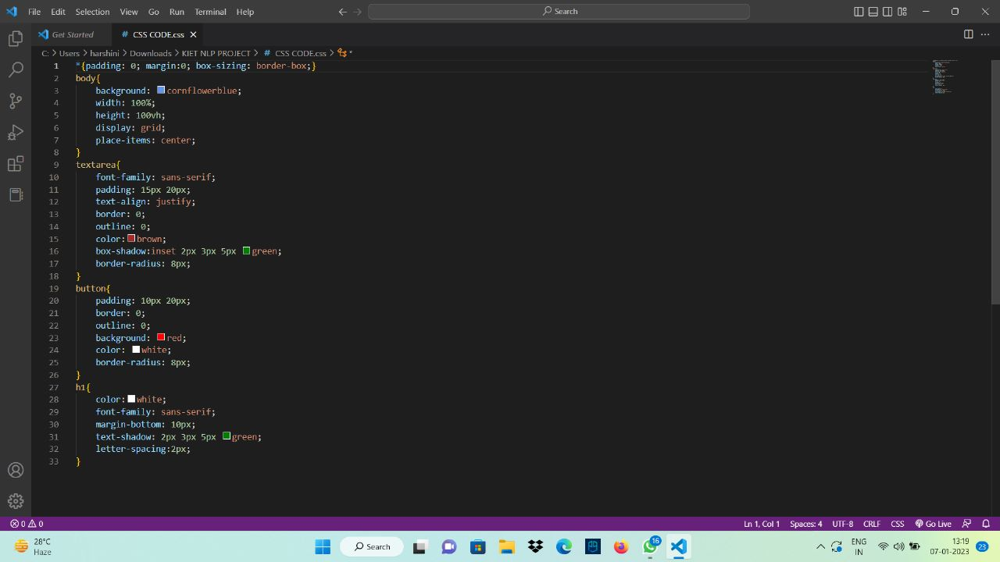 File Edit Selection View Go Run Terminal Help Search
Get Started # CSS CODE.css
C: > Users > harshini > Downloads > KIET NLP PROJECT > # CSS CODE.css > *
1 *{padding: 0; margin:0; box-sizing: border-box;}
2 body{
3 background: cornflowerblue;
4 width: 100%;
5 height: 100vh;
6 display: grid;
7 place-items: center;
8 }
9 textarea{
10 font-family: sans-serif;
11 padding: 15px 20px;
12 text-align: justify;
13 border: 0;
14 outline: 0;
15 color:brown;
16 box-shadow:inset 2px 3px 5px green;
17 border-radius: 8px;
18 }
19 button{
20 padding: 10px 20px;
21 border: 0;
22 outline: 0;
23 background: red;
24 color: white;
25 border-radius: 8px;
26 }
27 h1{
28 color:white;
29 font-family: sans-serif;
30 margin-bottom: 10px;
31 text-shadow: 2px 3px 5px green;
32 letter-spacing:2px;
33 }
0 0 Ln 1, Col 1 Spaces: 4 UTF-8 CRLF CSS Go Live
28°C
Haze
Search
16
ENG
IN
13:19
07-01-2023
23